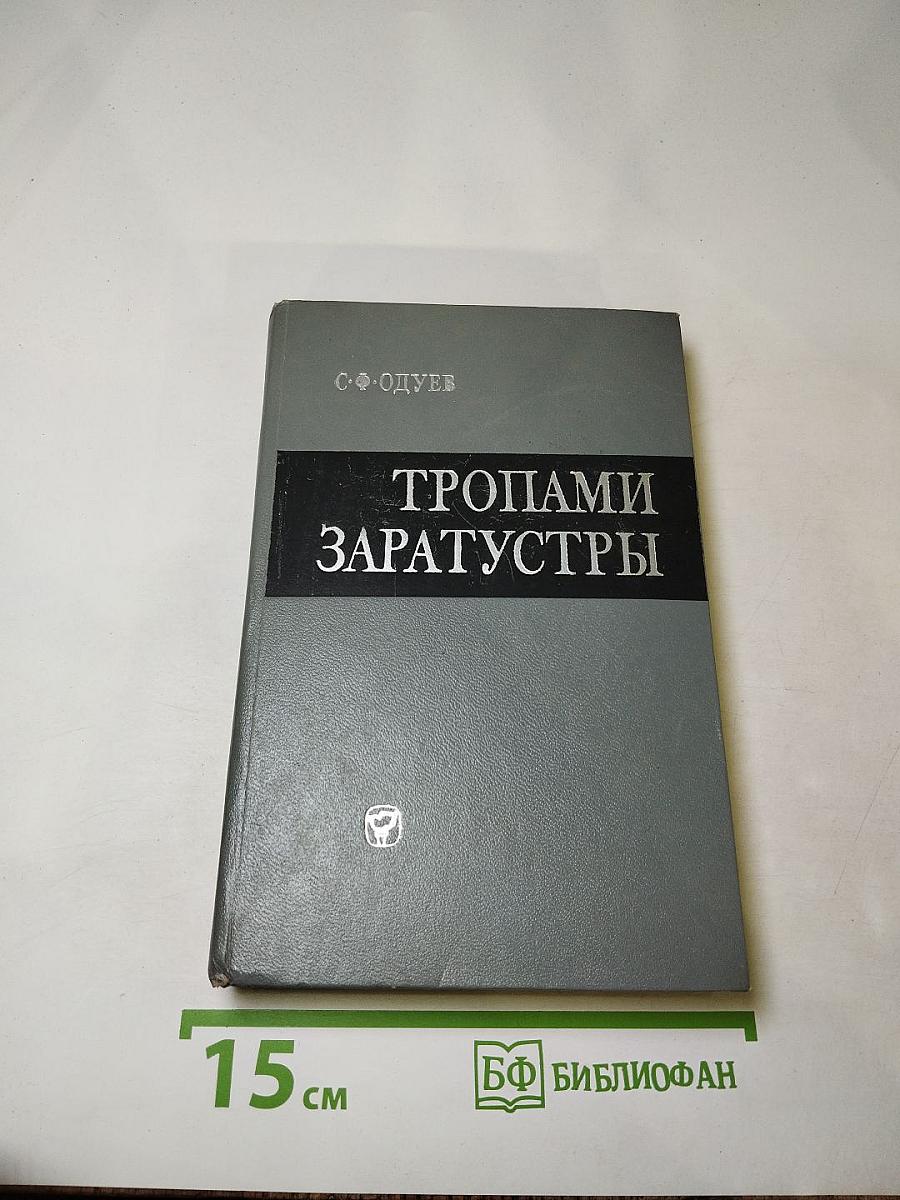 С·Ф·ОДУЕВ
ТРОПАМИ
ЗАРАТУСТРЫ
15 см
БФ БИБЛИОФАН